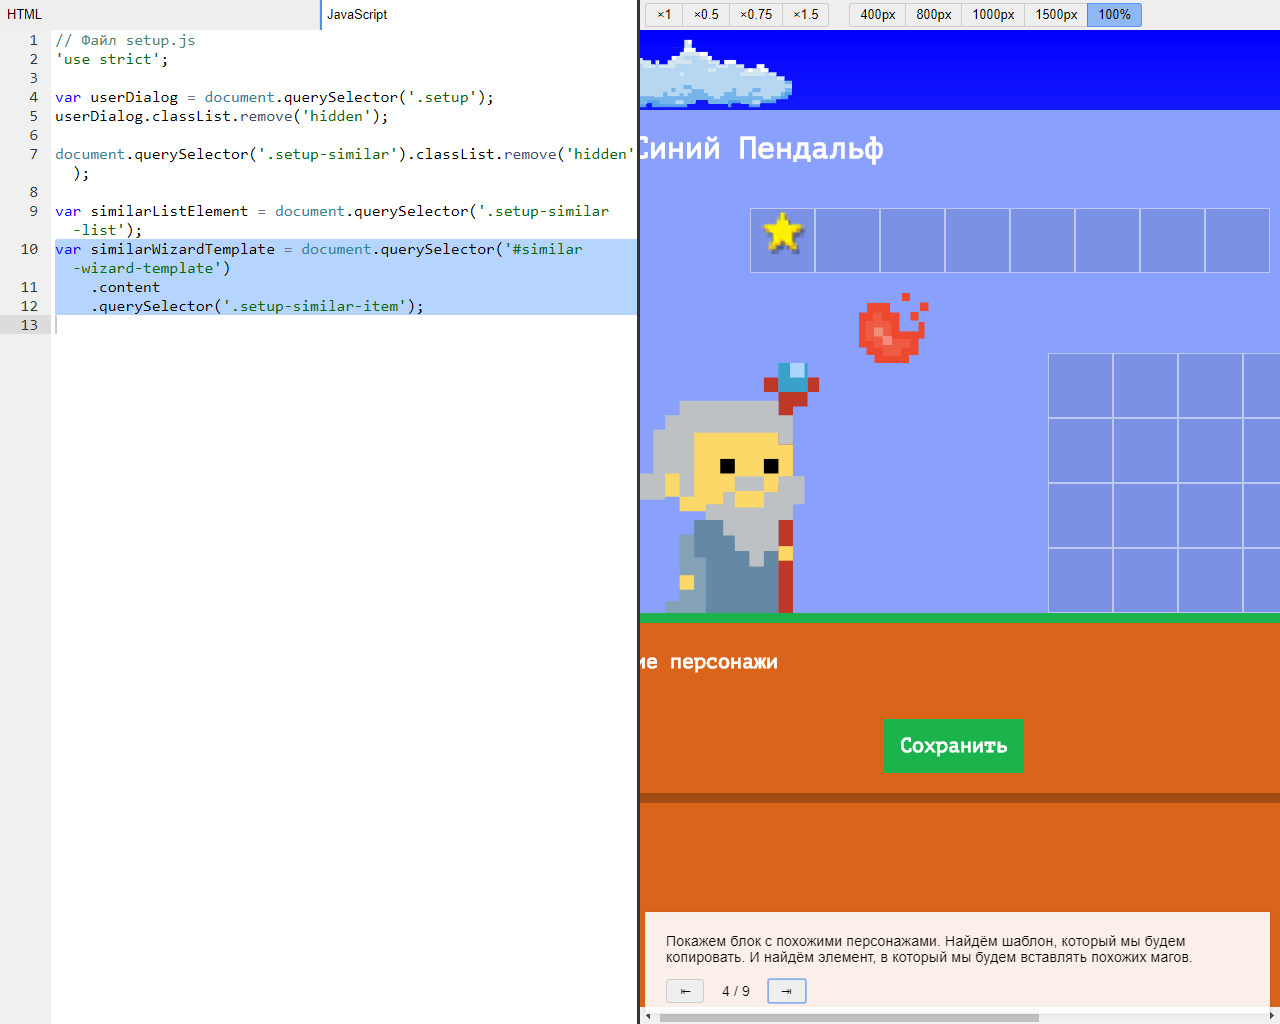 HTML
JavaScript
×1 ×0.5 ×0.75 ×1.5 400px 800px 1000px 1500px 100%
1 // Файл setup.js
2 'use strict';
3
4 var userDialog = document.querySelector('.setup');
5 userDialog.classList.remove('hidden');
6
7 document.querySelector('.setup-similar').classList.remove('hidden'
);
8
9 var similarListElement = document.querySelector('.setup-similar
-list');
10 var similarWizardTemplate = document.querySelector('#similar
-wizard-template')
11 .content
12 .querySelector('.setup-similar-item');
13
Синий Пендальф
ие персонажи
Сохранить
Покажем блок с похожими персонажами. Найдём шаблон, который мы будем
копировать. И найдём элемент, в который мы будем вставлять похожих магов.
⇤ 4 / 9 ⇥